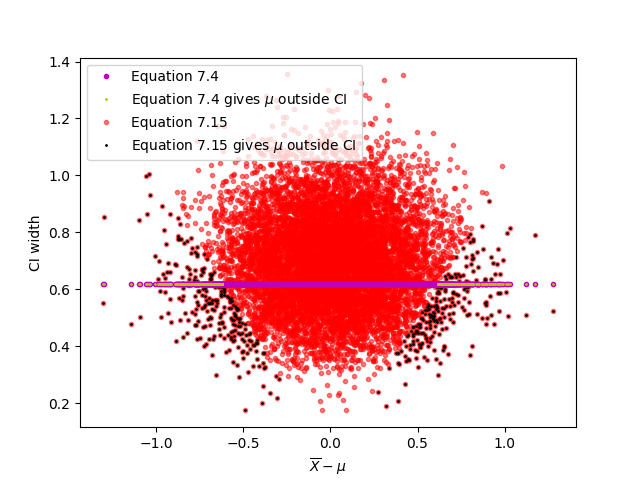 1.4
1.2
1.0
0.8
0.6
0.4
0.2
CI width
Equation 7.4
Equation 7.4 gives μ outside CI
Equation 7.15
Equation 7.15 gives μ outside CI
−1.0 −0.5 0.0 0.5 1.0
X̅ − μ